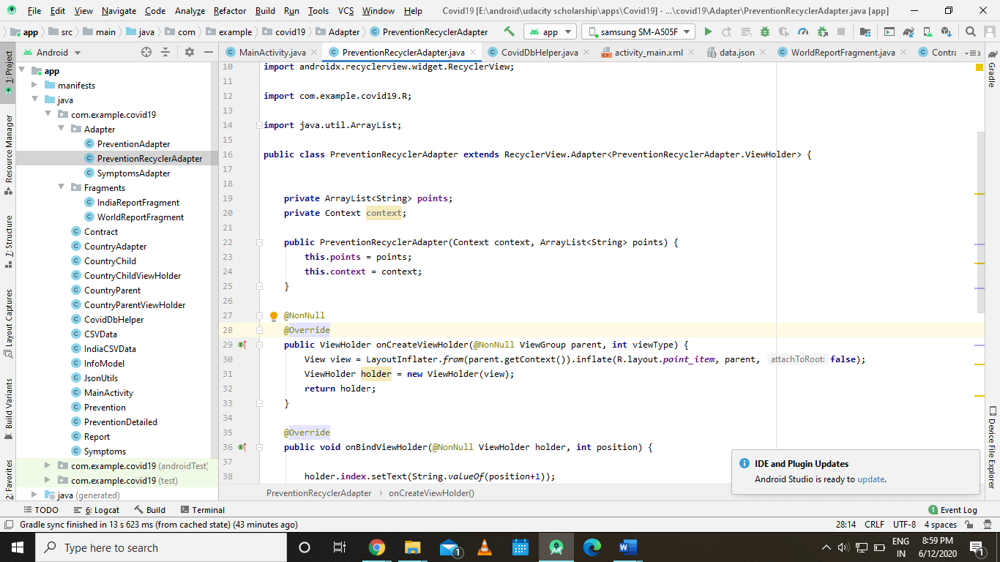 File Edit View Navigate Code Analyze Refactor Build Run Tools VCS Window Help Covid19 [E:\android\udacity scholarship\apps\Covid19] - ...\covid19\Adapter\PreventionRecyclerAdapter.java [app]
app src main java com example covid19 Adapter PreventionRecyclerAdapter app samsung SM-A505F
Android MainActivity.java PreventionRecyclerAdapter.java CovidDbHelper.java activity_main.xml data.json WorldReportFragment.java Contra 3
1: Project
Resource Manager
7: Structure
Layout Captures
Build Variants
2: Favorites
app
manifests
java
com.example.covid19
Adapter
PreventionAdapter
PreventionRecyclerAdapter
SymptomsAdapter
Fragments
IndiaReportFragment
WorldReportFragment
Contract
CountryAdapter
CountryChild
CountryChildViewHolder
CountryParent
CountryParentViewHolder
CovidDbHelper
CSVData
IndiaCSVData
InfoModel
JsonUtils
MainActivity
Prevention
PreventionDetailed
Report
Symptoms
com.example.covid19 (androidTest)
com.example.covid19 (test)
java (generated)
10 import androidx.recyclerview.widget.RecyclerView;
11
12 import com.example.covid19.R;
13
14 import java.util.ArrayList;
15
16 public class PreventionRecyclerAdapter extends RecyclerView.Adapter<PreventionRecyclerAdapter.ViewHolder> {
17
18
19 private ArrayList<String> points;
20 private Context context;
21
22 public PreventionRecyclerAdapter(Context context, ArrayList<String> points) {
23 this.points = points;
24 this.context = context;
25 }
26
27 @NonNull
28 @Override
29 public ViewHolder onCreateViewHolder(@NonNull ViewGroup parent, int viewType) {
30 View view = LayoutInflater.from(parent.getContext()).inflate(R.layout.point_item, parent, attachToRoot: false);
31 ViewHolder holder = new ViewHolder(view);
32 return holder;
33 }
34
35 @Override
36 public void onBindViewHolder(@NonNull ViewHolder holder, int position) {
37
38 holder.index.setText(String.valueOf(position+1));
PreventionRecyclerAdapter › onCreateViewHolder()
Gradle
Device File Explorer
IDE and Plugin Updates
Android Studio is ready to update.
TODO 6: Logcat Build Terminal 1 Event Log
Gradle sync finished in 13 s 623 ms (from cached state) (43 minutes ago) 28:14 CRLF UTF-8 4 spaces
Type here to search 1 ENG 8:59 PM
IN 6/12/2020 1